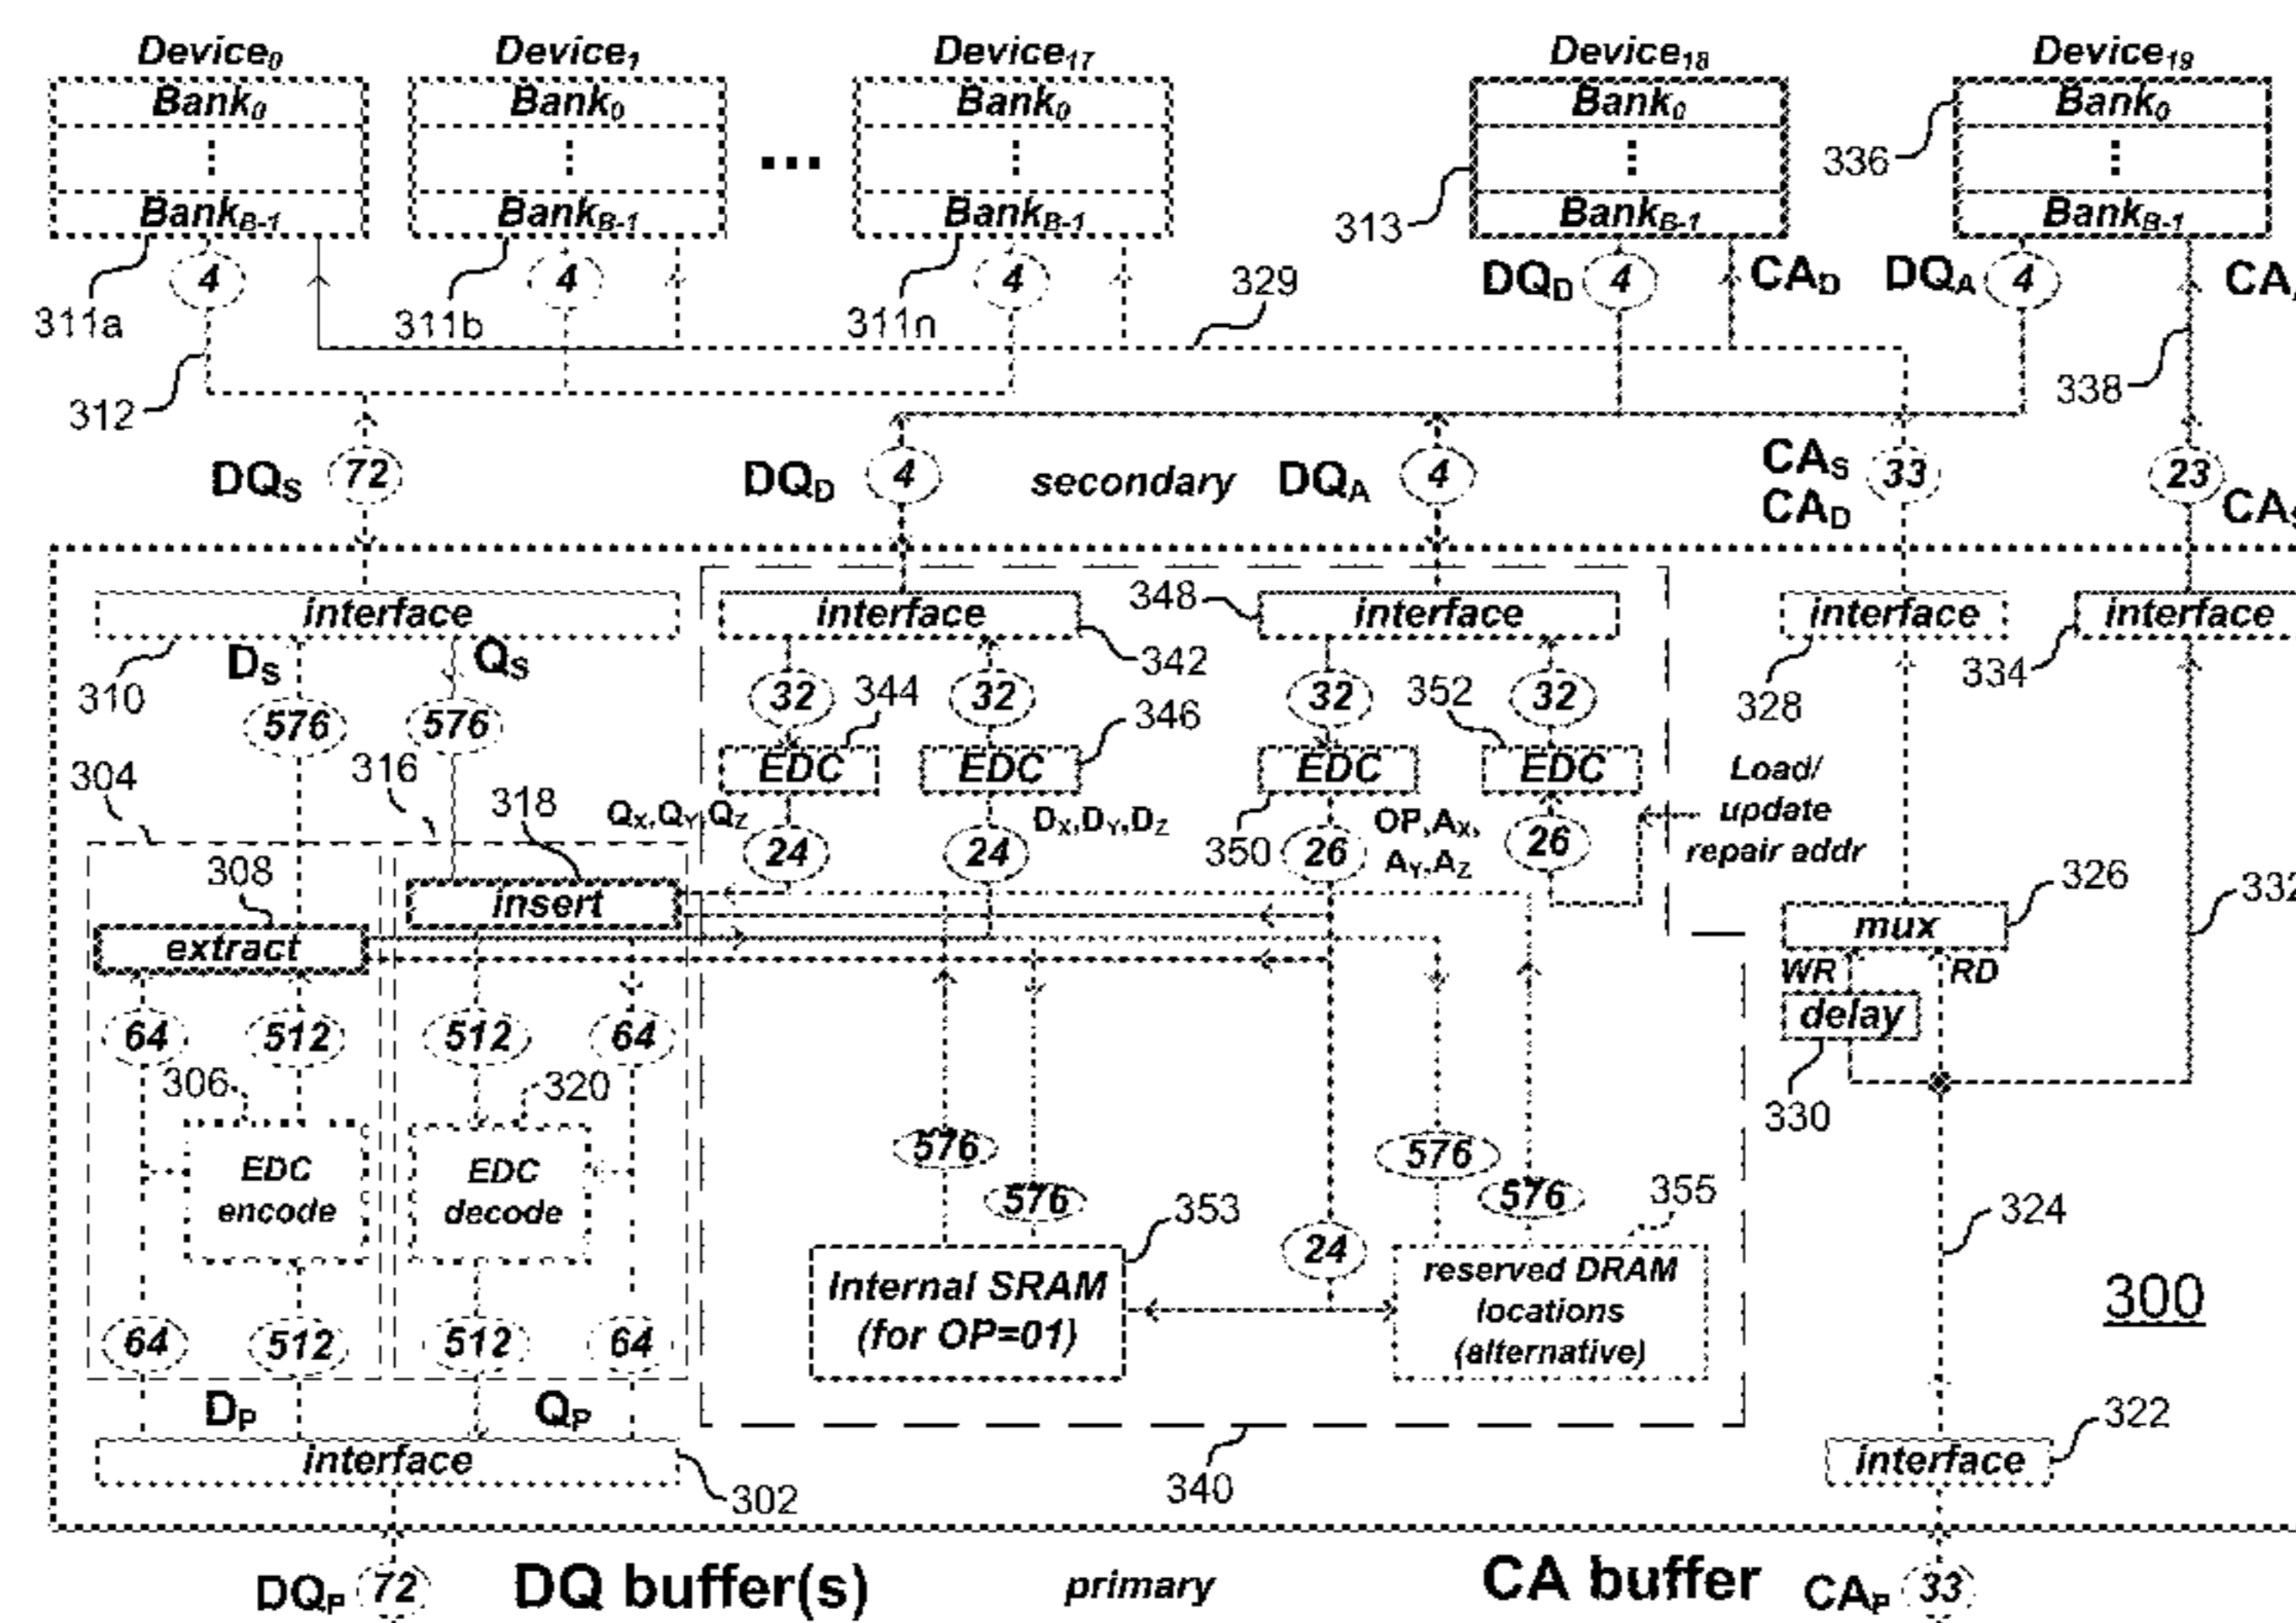 Device0 Device1 Device17 Device18 Device19
Bank0 Bank0 Bank0 Bank0 Bank0
336
313
BankB-1 BankB-1 BankB-1 BankB-1 BankB-1
4 4 4 329 DQD 4 CAD DQA 4
311a 311b 311n
312 338
DQS 72 DQD 4 secondary DQA 4 CAS 33 23
CAD
interface interface 348 interface interface interface
DS QS 342 334
310 328
576 576 32 344 32 346 32 352 32
304 316 EDC EDC EDC EDC Load/
318 QX,QY,QZ DX,DY,DZ OP,AX, update
308 24 24 350 26 AY,AZ 26 repair addr
insert 326
extract mux
WR RD
64 512 512 64 delay
306 320 330
EDC EDC 576 576
encode decode 576 576 355
353 324
Internal SRAM 24 reserved DRAM
(for OP=01) locations 300
64 512 512 64 (alternative)
DP QP 322
interface interface
302 340
DQP 72 DQ buffer(s) primary CA buffer CAP 33